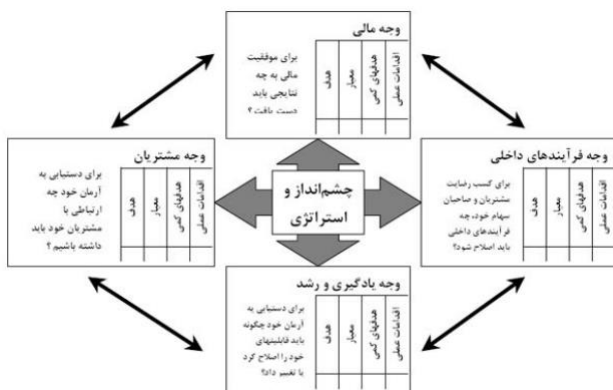 وجه مالی
برای موفقیت
مالی به چه
نتایجی باید
دست یافت؟
هدف
معیار
هدفهای کمی
اقدامات عملی
وجه فرآیندهای داخلی
برای کسب رضایت
مشتریان و صاحبان
سهام خود، چه
فرآیندهای داخلی
باید اصلاح شود؟
هدف
معیار
هدفهای کمی
اقدامات عملی
چشم‌انداز و
استراتژی
وجه مشتریان
برای دستیابی به
آرمان خود چه
ارتباطی با
مشتریان خود باید
داشته باشیم؟
هدف
معیار
هدفهای کمی
اقدامات عملی
وجه یادگیری و رشد
برای دستیابی به
آرمان خود چگونه
باید قابلیتهای
خود را اصلاح کرد
یا تغییر داد؟
هدف
معیار
هدفهای کمی
اقدامات عملی